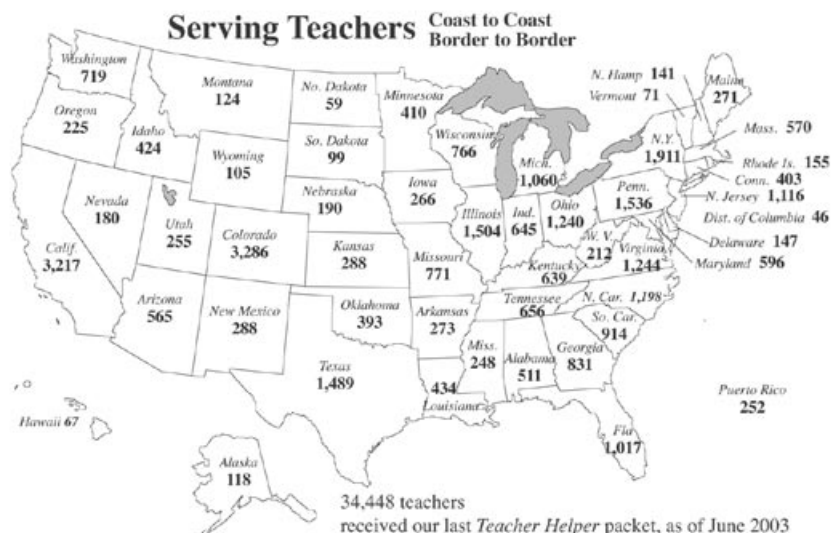 Serving Teachers
Coast to Coast
Border to Border
Washington
719
Oregon
225
Idaho
424
Montana
124
Wyoming
105
No. Dakota
59
So. Dakota
99
Nebraska
190
Minnesota
410
Wisconsin
766
Mich.
1,060
Iowa
266
Illinois
1,504
Ind.
645
Ohio
1,240
Penn.
1,536
N.Y.
1,911
N. Hamp 141
Vermont 71
Maine
271
Mass. 570
Rhode Is. 155
Conn. 403
N. Jersey 1,116
Dist. of Columbia 46
Delaware 147
Maryland 596
W. V.
212
Virginia
1,244
Kentucky
639
Tennessee
656
N. Car. 1,198
So. Car.
914
Georgia
831
Alabama
511
Miss.
248
434
Louisiana
Arkansas
273
Missouri
771
Kansas
288
Oklahoma
393
Texas
1,489
New Mexico
288
Colorado
3,286
Utah
255
Arizona
565
Nevada
180
Calif.
3,217
Hawaii 67
Alaska
118
Fla
1,017
Puerto Rico
252
34,448 teachers
received our last Teacher Helper packet, as of June 2003